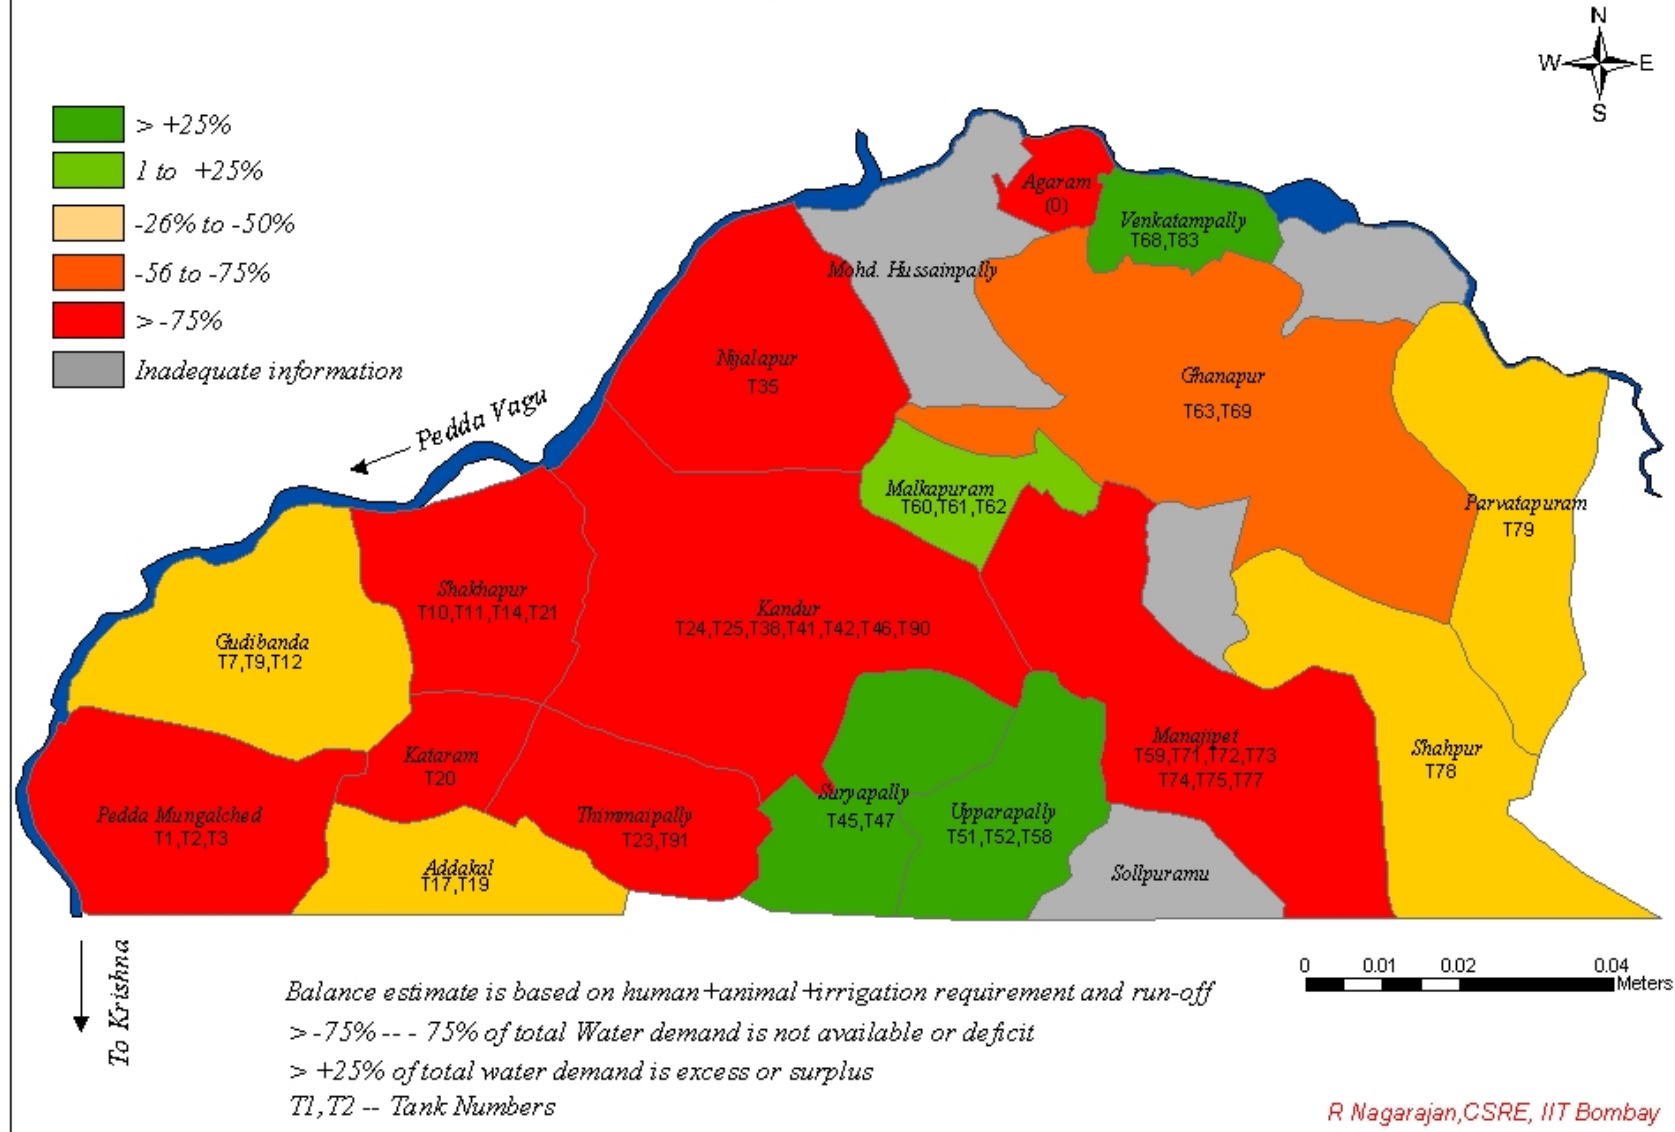 N
W E
S
> +25%
1 to +25%
-26% to -50%
-56 to -75%
> -75%
Inadequate information
Pedda Vagu
Agaram
(0)
Venkatampally
T68,T83
Mohd. Hussainpally
Nijalapur
T35
Ghanapur
T63,T69
Malkapuram
T60,T61,T62
Parvatapuram
T79
Shakhapur
T10,T11,T14,T21
Kandur
T24,T25,T38,T41,T42,T46,T90
Gudibanda
T7,T9,T12
Kataram
T20
Manajipet
T59,T71,T72,T73
T74,T75,T77
Shahpur
T78
Pedda Mungalched
T1,T2,T3
Thimmaipally
T23,T91
Suryapally
T45,T47
Upparapally
T51,T52,T58
Addakal
T17,T19
Sollpuramu
To Krishna
0 0.01 0.02 0.04
Meters
Balance estimate is based on human+animal+irrigation requirement and run-off
> -75% --- 75% of total Water demand is not available or deficit
> +25% of total water demand is excess or surplus
T1,T2 -- Tank Numbers
R Nagarajan,CSRE, IIT Bombay